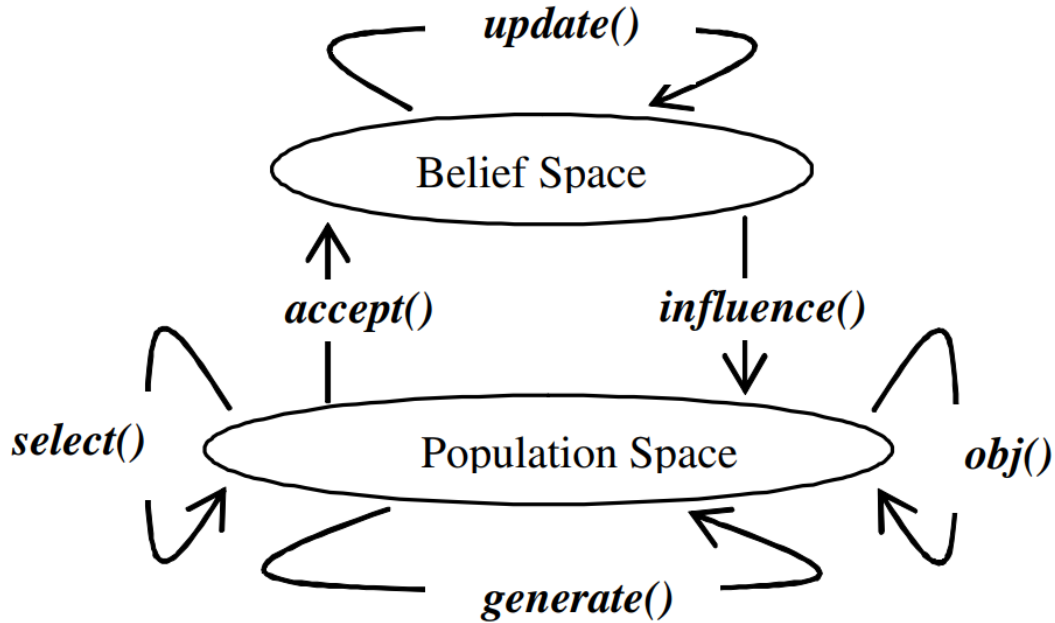 update()
Belief Space
accept()
influence()
select()
Population Space
obj()
generate()